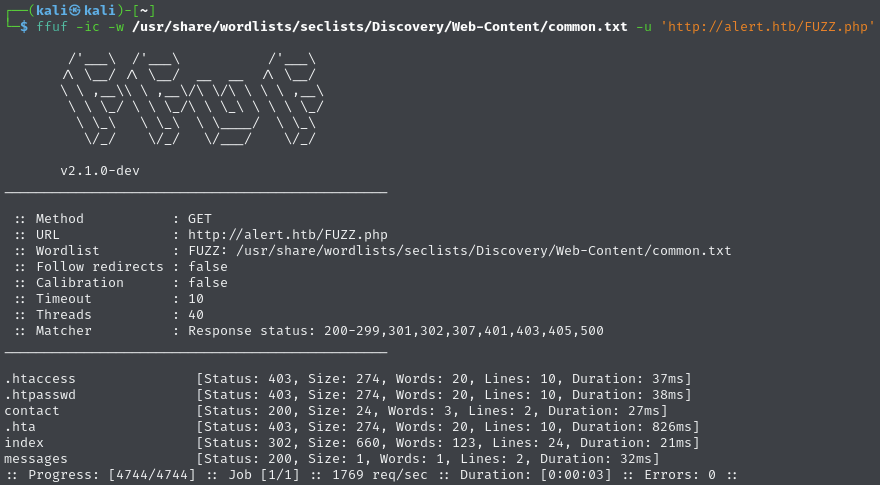 ┌──(kali㉿kali)-[~]
└─$ ffuf -ic -w /usr/share/wordlists/seclists/Discovery/Web-Content/common.txt -u 'http://alert.htb/FUZZ.php'
        /'___\  /'___\           /'___\
       /\ \__/ /\ \__/  __  __  /\ \__/
       \ \ ,__\\ \ ,__\/\ \/\ \ \ \ ,__\
        \ \ \_/ \ \ \_/\ \ \_\ \ \ \ \_/
         \ \_\   \ \_\  \ \____/  \ \_\
          \/_/    \/_/   \/___/    \/_/
       v2.1.0-dev
________________________________________________
 :: Method           : GET
 :: URL              : http://alert.htb/FUZZ.php
 :: Wordlist         : FUZZ: /usr/share/wordlists/seclists/Discovery/Web-Content/common.txt
 :: Follow redirects : false
 :: Calibration      : false
 :: Timeout          : 10
 :: Threads          : 40
 :: Matcher          : Response status: 200-299,301,302,307,401,403,405,500
________________________________________________
.htaccess               [Status: 403, Size: 274, Words: 20, Lines: 10, Duration: 37ms]
.htpasswd               [Status: 403, Size: 274, Words: 20, Lines: 10, Duration: 38ms]
contact                 [Status: 200, Size: 24, Words: 3, Lines: 2, Duration: 27ms]
.hta                    [Status: 403, Size: 274, Words: 20, Lines: 10, Duration: 826ms]
index                   [Status: 302, Size: 660, Words: 123, Lines: 24, Duration: 21ms]
messages                [Status: 200, Size: 1, Words: 1, Lines: 2, Duration: 32ms]
:: Progress: [4744/4744] :: Job [1/1] :: 1769 req/sec :: Duration: [0:00:03] :: Errors: 0 ::